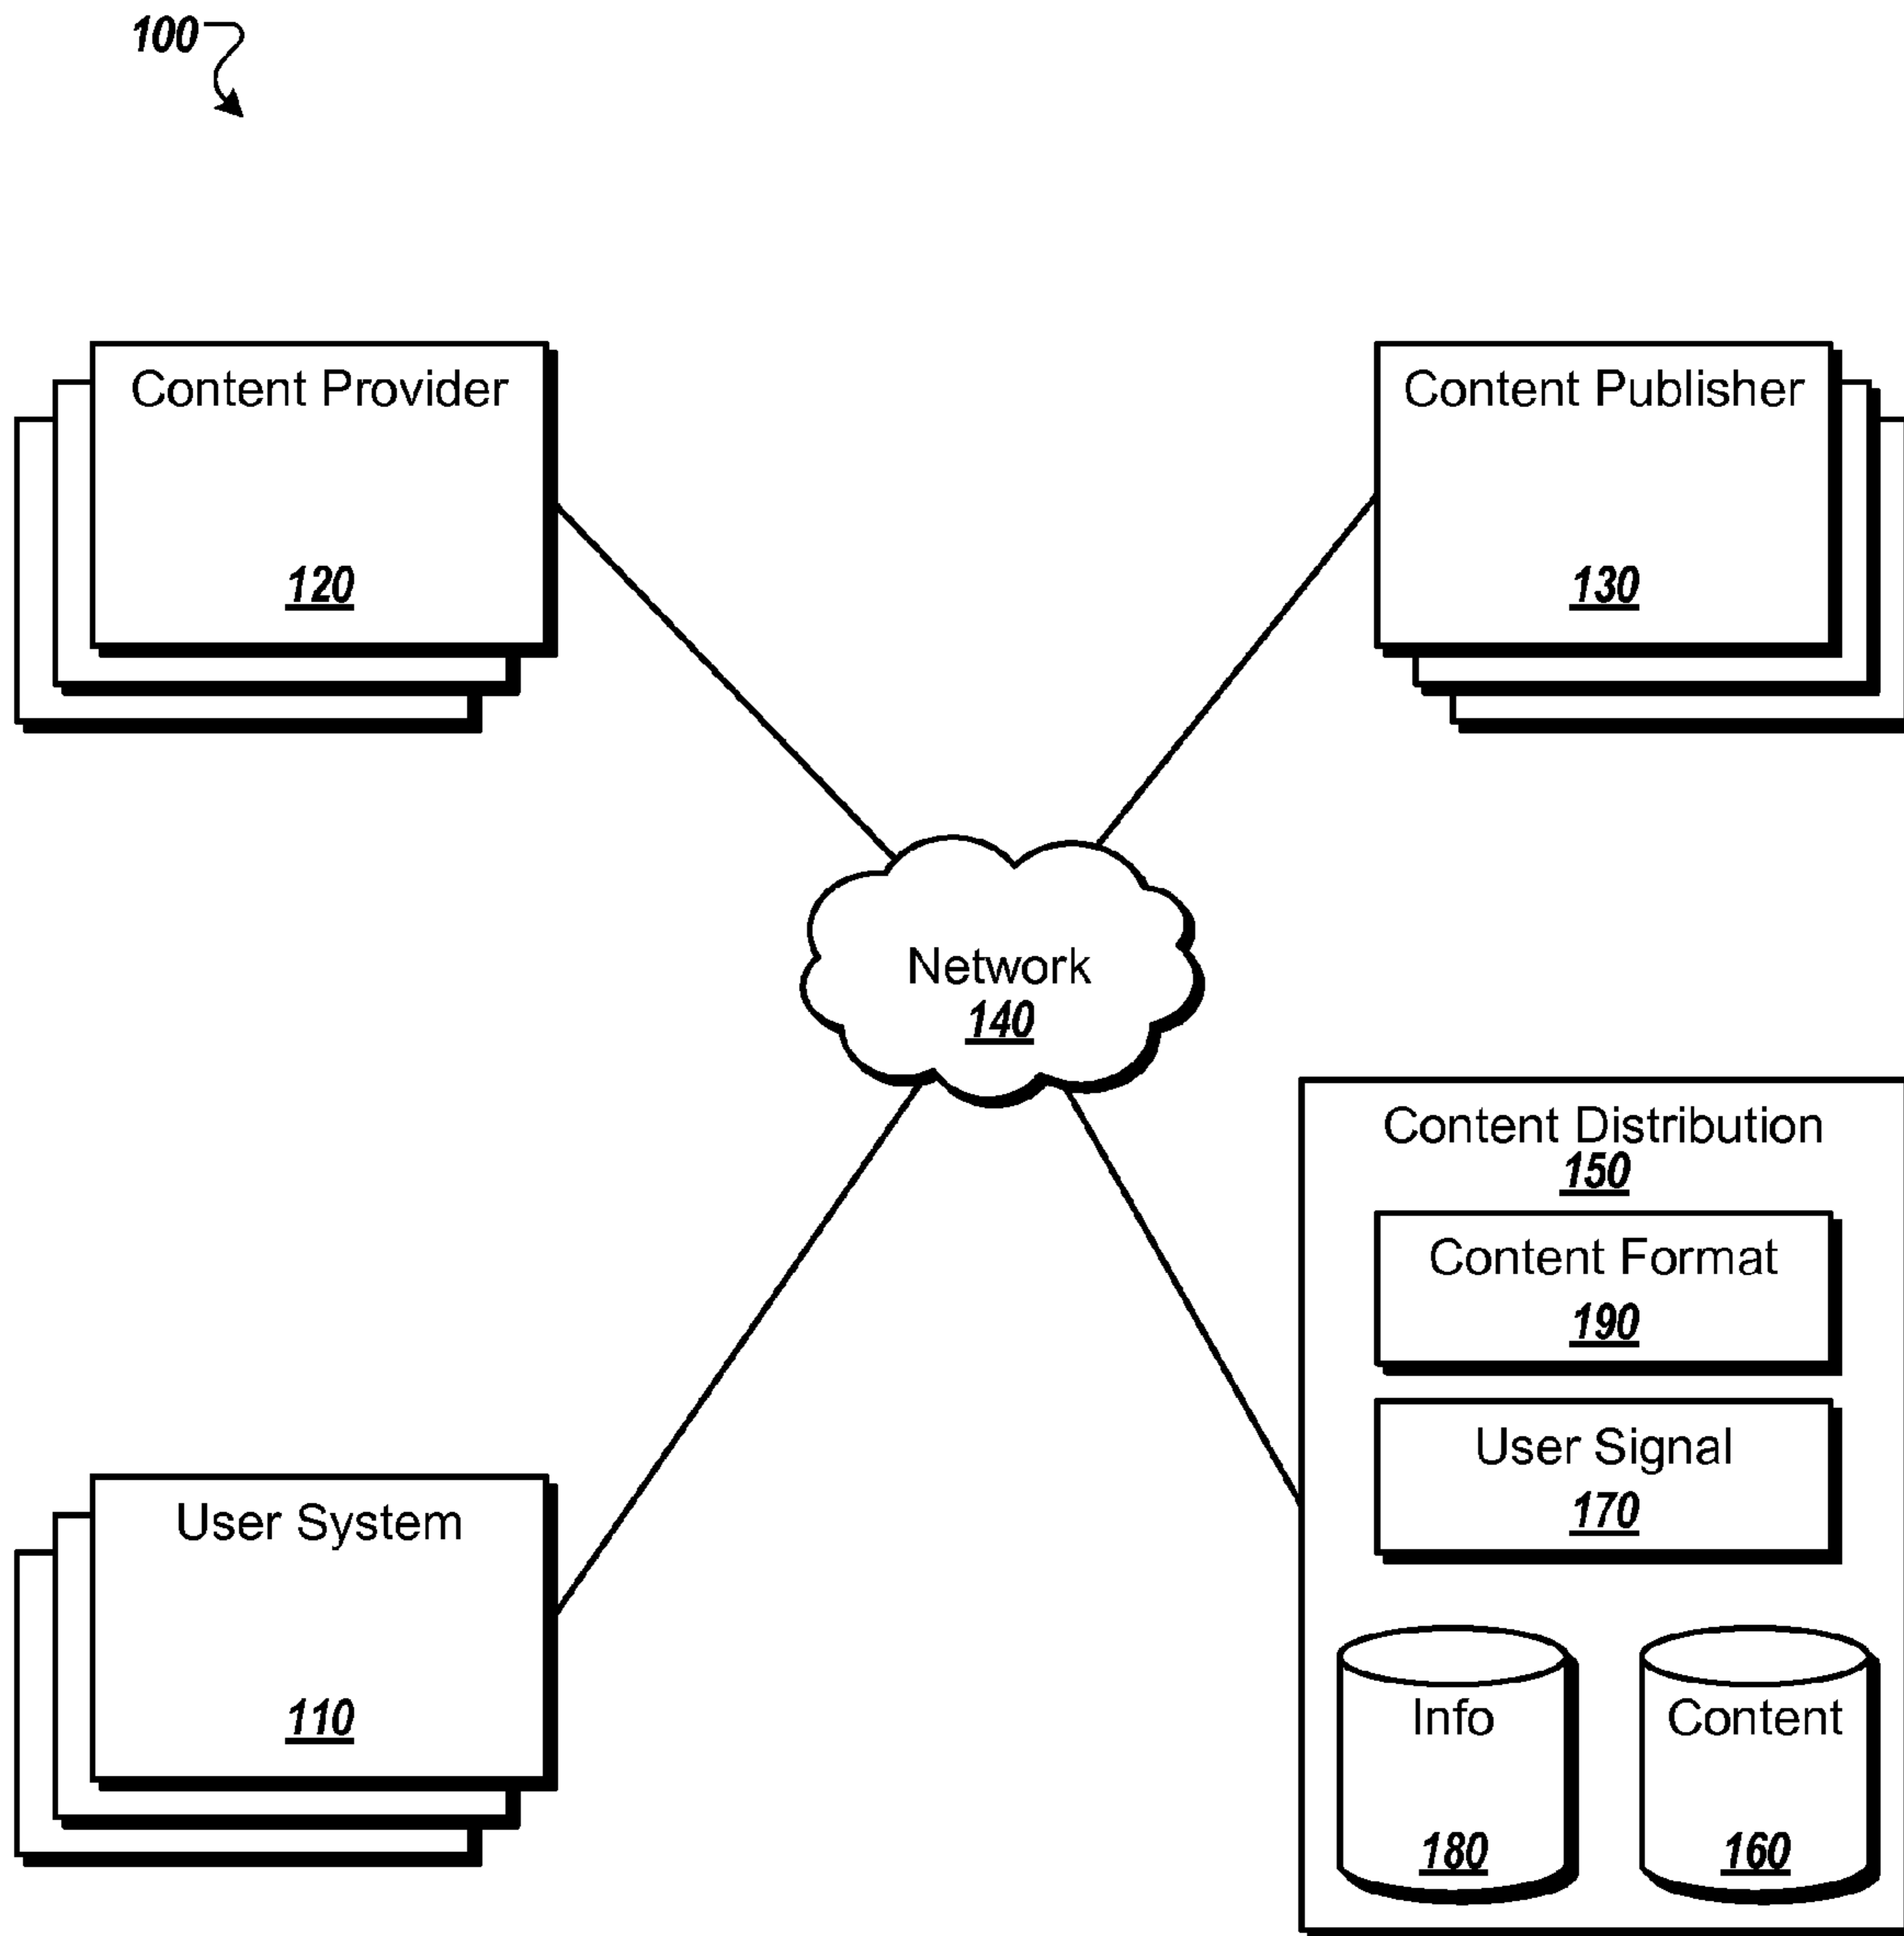 100
Content Provider
120
Content Publisher
130
Network
140
Content Distribution
150
Content Format
190
User Signal
170
User System
110
Info
180
Content
160